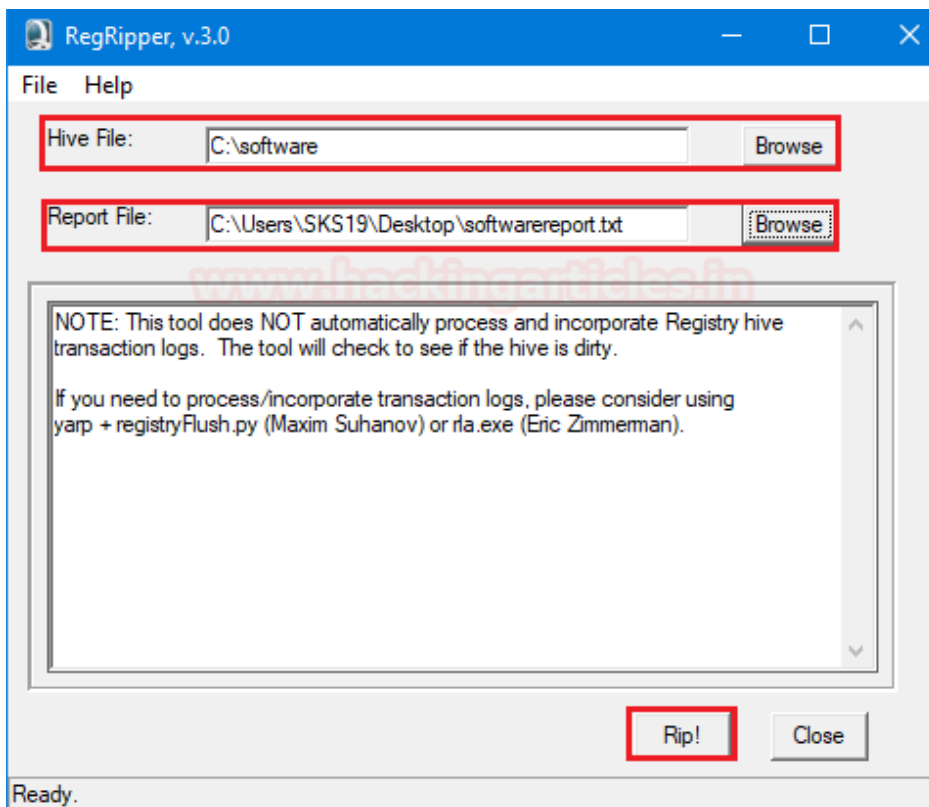 RegRipper, v.3.0
File Help
Hive File: C:\software Browse
Report File: C:\Users\SKS19\Desktop\softwarereport.txt Browse
www.hackingarticles.in
NOTE: This tool does NOT automatically process and incorporate Registry hive
transaction logs. The tool will check to see if the hive is dirty.
If you need to process/incorporate transaction logs, please consider using
yarp + registryFlush.py (Maxim Suhanov) or rla.exe (Eric Zimmerman).
Rip! Close
Ready.